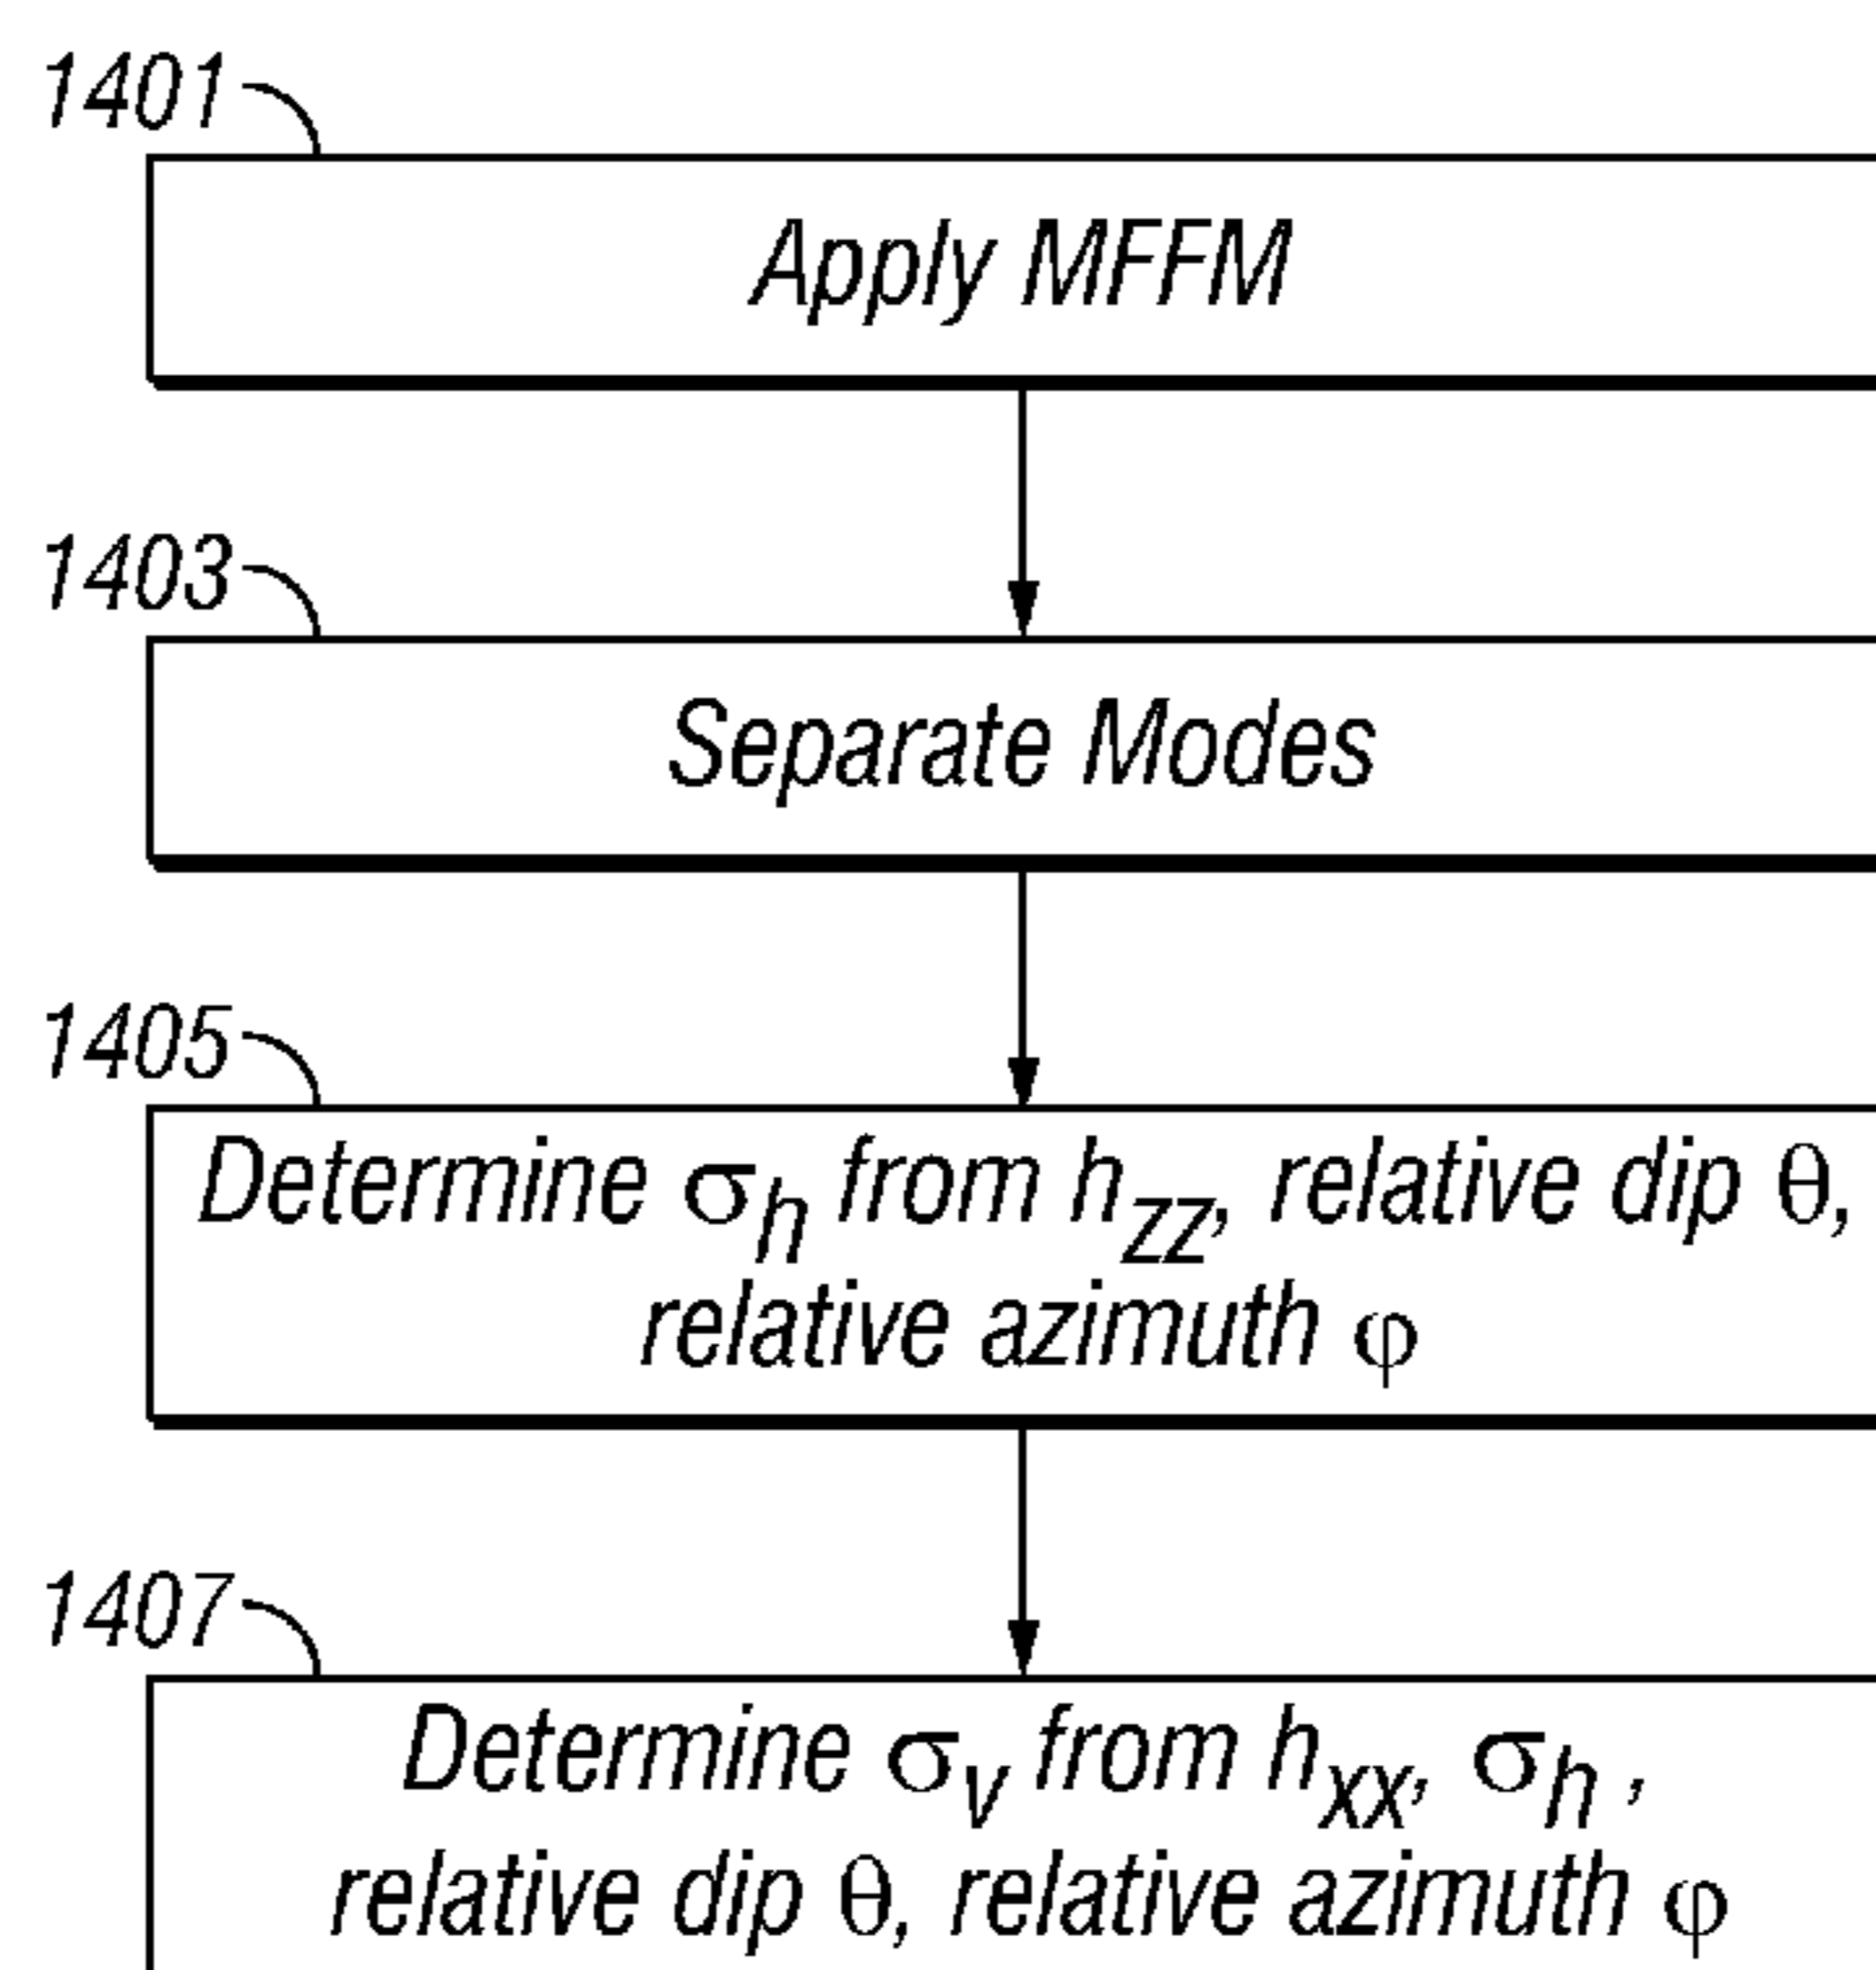 1401
Apply MFFM
1403
Separate Modes
1405
Determine σh from hzz, relative dip θ,
relative azimuth φ
1407
Determine σv from hxx, σh ,
relative dip θ, relative azimuth φ